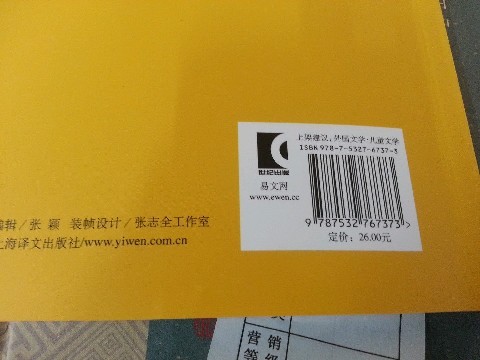 上架建议：外国文学·儿童文学
ISBN 978-7-5327-6737-3
世纪出版
易文网
www.ewen.cc
9 787532 767373>
定价：26.00元
编辑/张 颖 装帧设计/张志全工作室
上海译文出版社/www.yiwen.com.cn
营销
等级